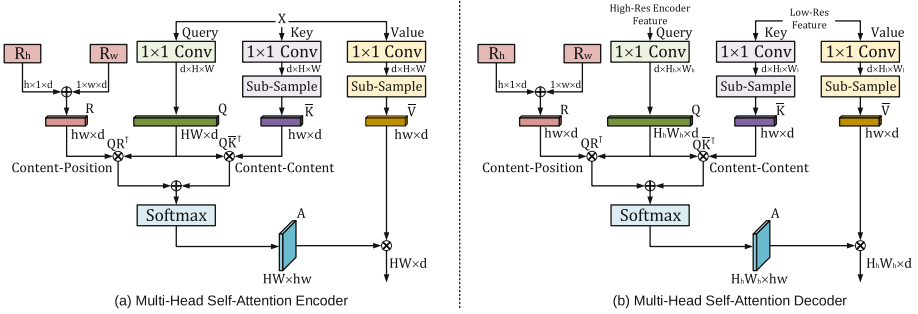 X
Query
Key
Value
Rh
Rw
1×1 Conv
1×1 Conv
1×1 Conv
d×H×W
d×H×W
d×H×W
h×1×d
1×w×d
Sub-Sample
Sub-Sample
R
Q
K̅
V̅
hw×d
HW×d
hw×d
hw×d
QRᵀ
QK̅ᵀ
Content-Position
Content-Content
Softmax
A
HW×hw
HW×d
(a) Multi-Head Self-Attention Encoder
High-Res Encoder
Feature
Low-Res
Feature
Query
Key
Value
Rh
Rw
1×1 Conv
1×1 Conv
1×1 Conv
d×Hₕ×Wₕ
d×Hₗ×Wₗ
d×Hₗ×Wₗ
h×1×d
1×w×d
Sub-Sample
Sub-Sample
R
Q
K̅
V̅
hw×d
HₕWₕ×d
hw×d
hw×d
QRᵀ
QK̅ᵀ
Content-Position
Content-Content
Softmax
A
HₕWₕ×hw
HₕWₕ×d
(b) Multi-Head Self-Attention Decoder